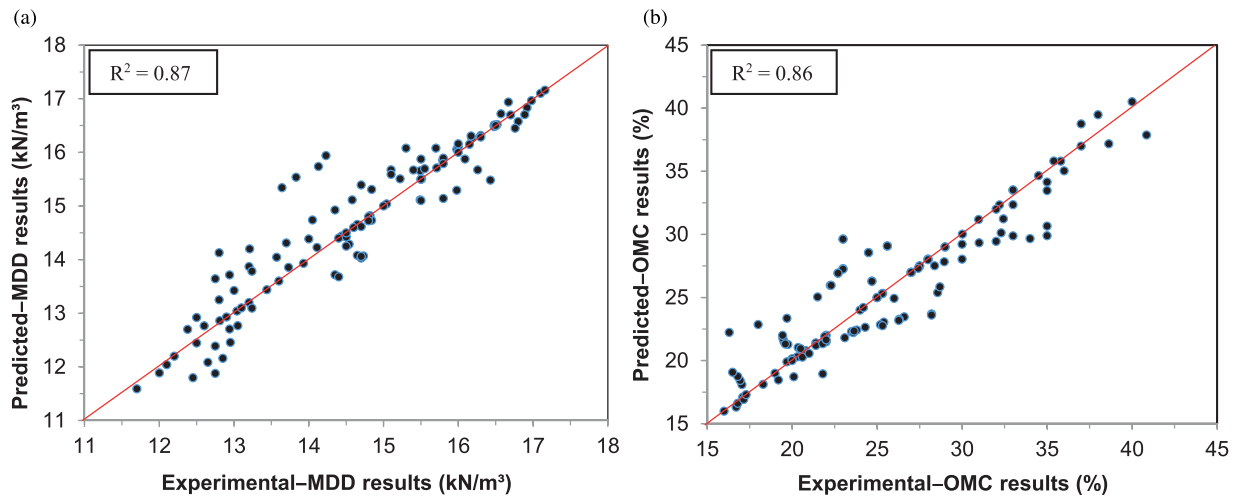 (a)
R² = 0.87
Predicted–MDD results (kN/m³)
18
17
16
15
14
13
12
11
11 12 13 14 15 16 17 18
Experimental–MDD results (kN/m³)
(b)
R² = 0.86
Predicted–OMC results (%)
45
40
35
30
25
20
15
15 20 25 30 35 40 45
Experimental–OMC results (%)